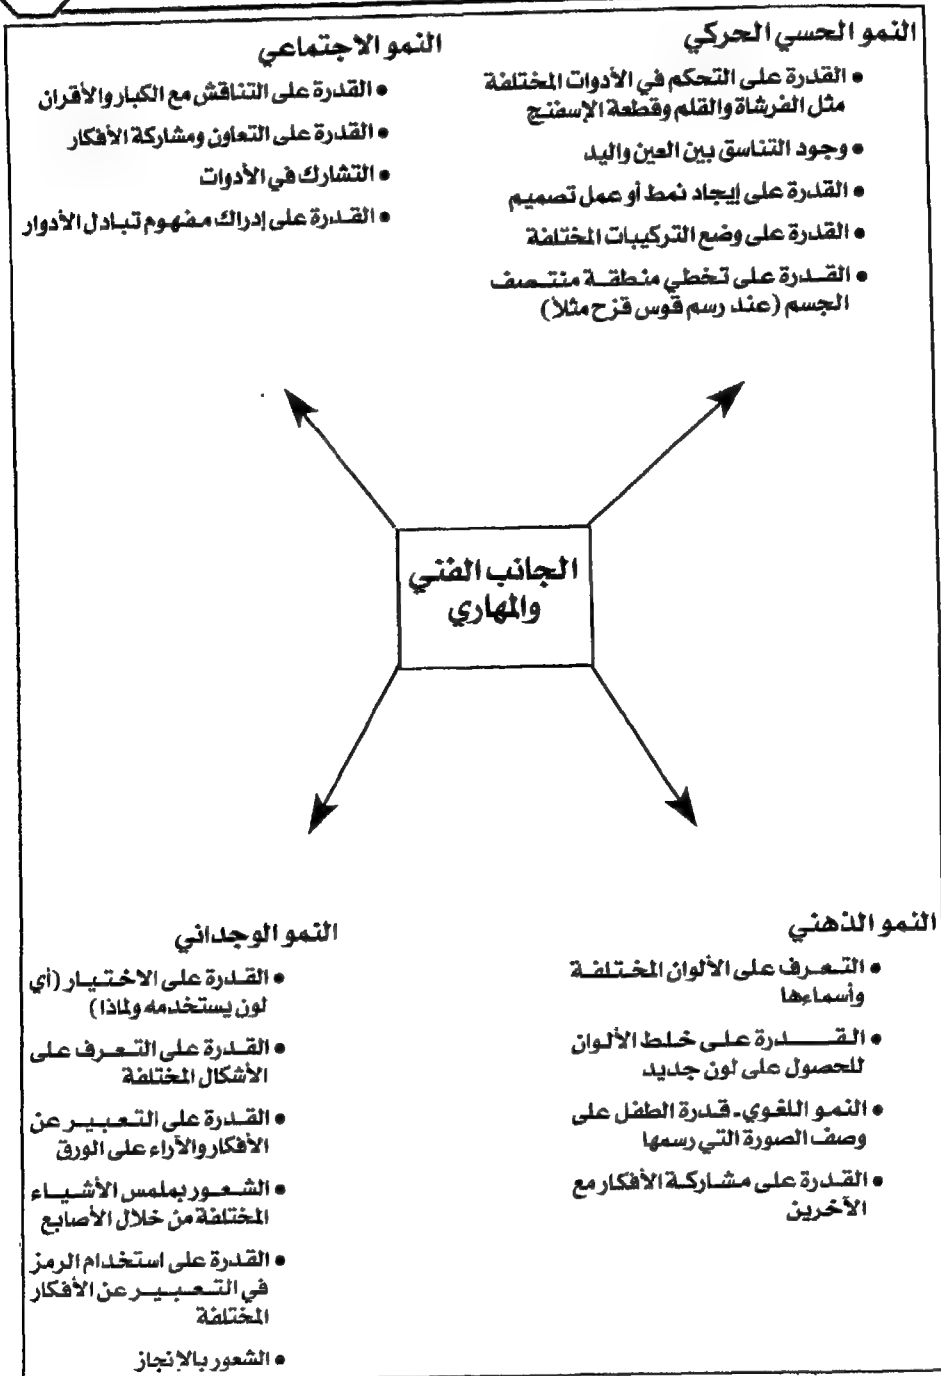 النمو الحسي الحركي
• القدرة على التحكم في الأدوات المختلفة
مثل الفرشاة والقلم وقطعة الإسفنج
• وجود التناسق بين العين واليد
• القدرة على إيجاد نمط أو عمل تصميم
• القدرة على وضع التركيبات المختلفة
• القدرة على تخطي منطقة منتصف
الجسم (عند رسم قوس قزح مثلاً)
النمو الاجتماعي
• القدرة على التناقش مع الكبار والأقران
• القدرة على التعاون ومشاركة الأفكار
• التشارك في الأدوات
• القدرة على إدراك مفهوم تبادل الأدوار
الجانب الفني
والمهاري
النمو الذهني
• التعرف على الألوان المختلفة
وأسماءها
• القدرة على خلط الألوان
للحصول على لون جديد
• النمو اللغوي - قدرة الطفل على
وصف الصورة التي رسمها
• القدرة على مشاركة الأفكار مع
الآخرين
النمو الوجداني
• القدرة على الاختيار (أي
لون يستخدمه ولماذا)
• القدرة على التعرف على
الأشكال المختلفة
• القدرة على التعبير عن
الأفكار والآراء على الورق
• الشعور بملمس الأشياء
المختلفة من خلال الأصابع
• القدرة على استخدام الرمز
في التعبير عن الأفكار
المختلفة
• الشعور بالإنجاز